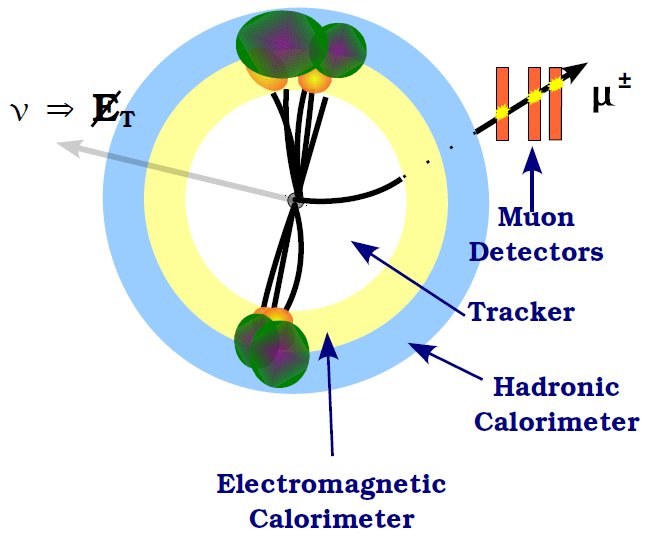 ν ⇒ E̸T
μ±
Muon
Detectors
Tracker
Hadronic
Calorimeter
Electromagnetic
Calorimeter